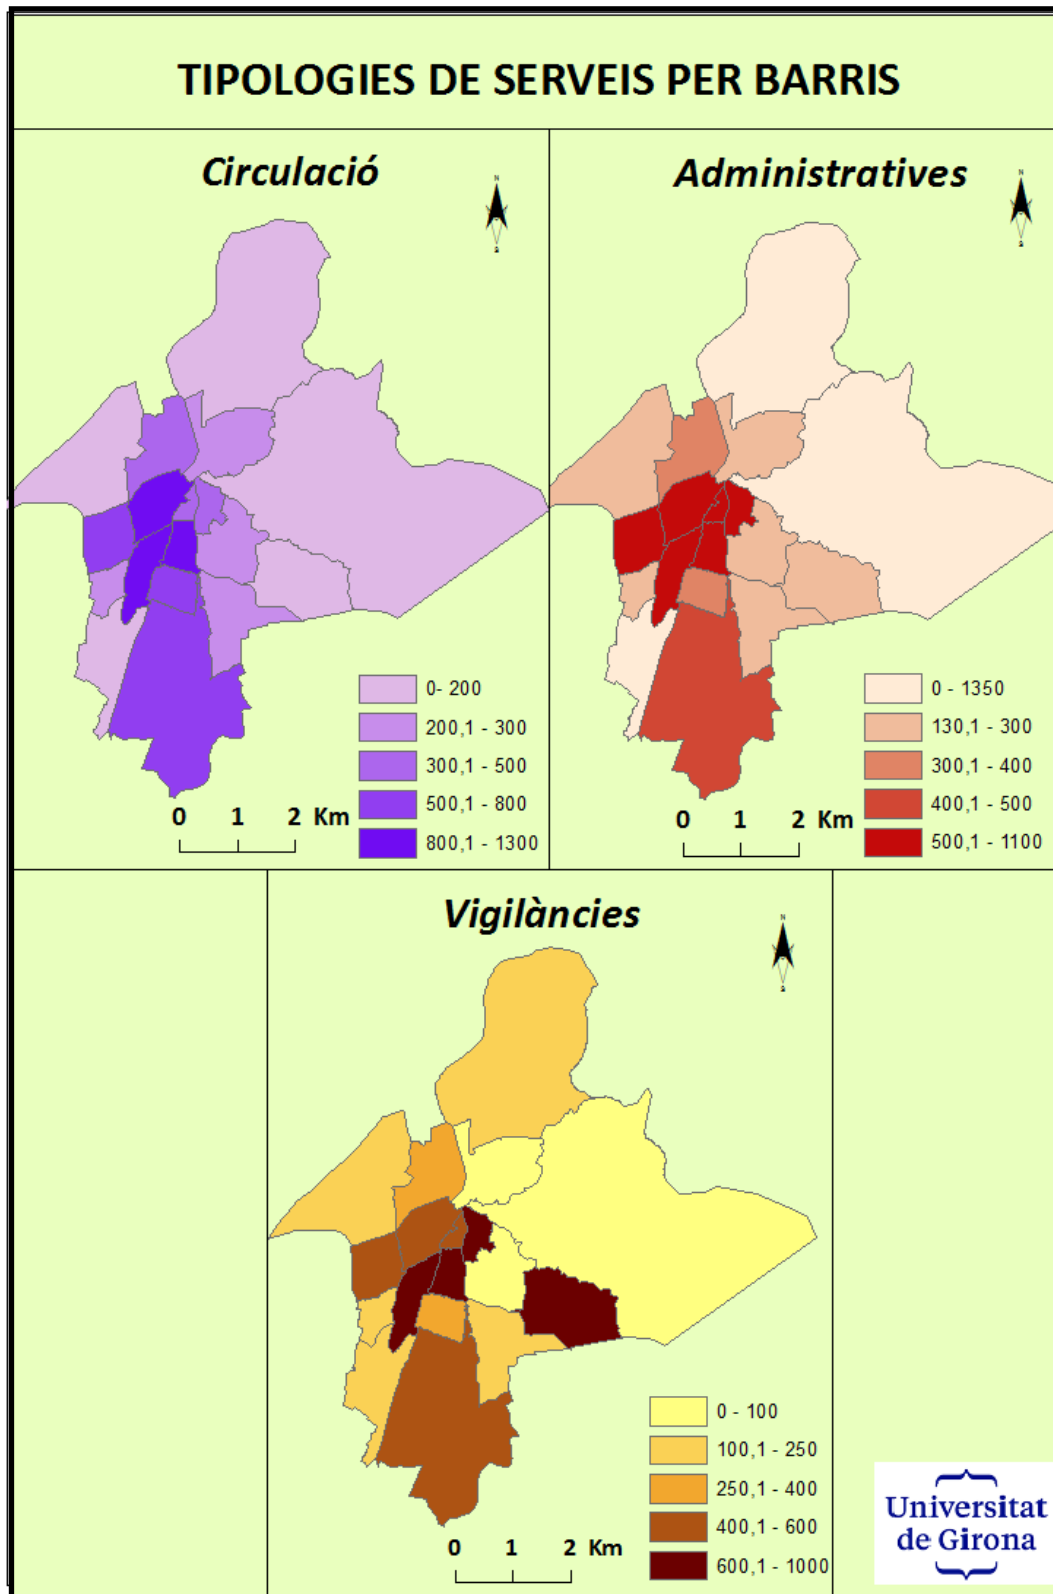 TIPOLOGIES DE SERVEIS PER BARRIS
Circulació
N
S
0- 200
200,1 - 300
300,1 - 500
500,1 - 800
800,1 - 1300
0 1 2 Km
Administratives
N
S
0 - 1350
130,1 - 300
300,1 - 400
400,1 - 500
500,1 - 1100
0 1 2 Km
Vigilàncies
N
S
0 - 100
100,1 - 250
250,1 - 400
400,1 - 600
600,1 - 1000
0 1 2 Km
Universitat
de Girona